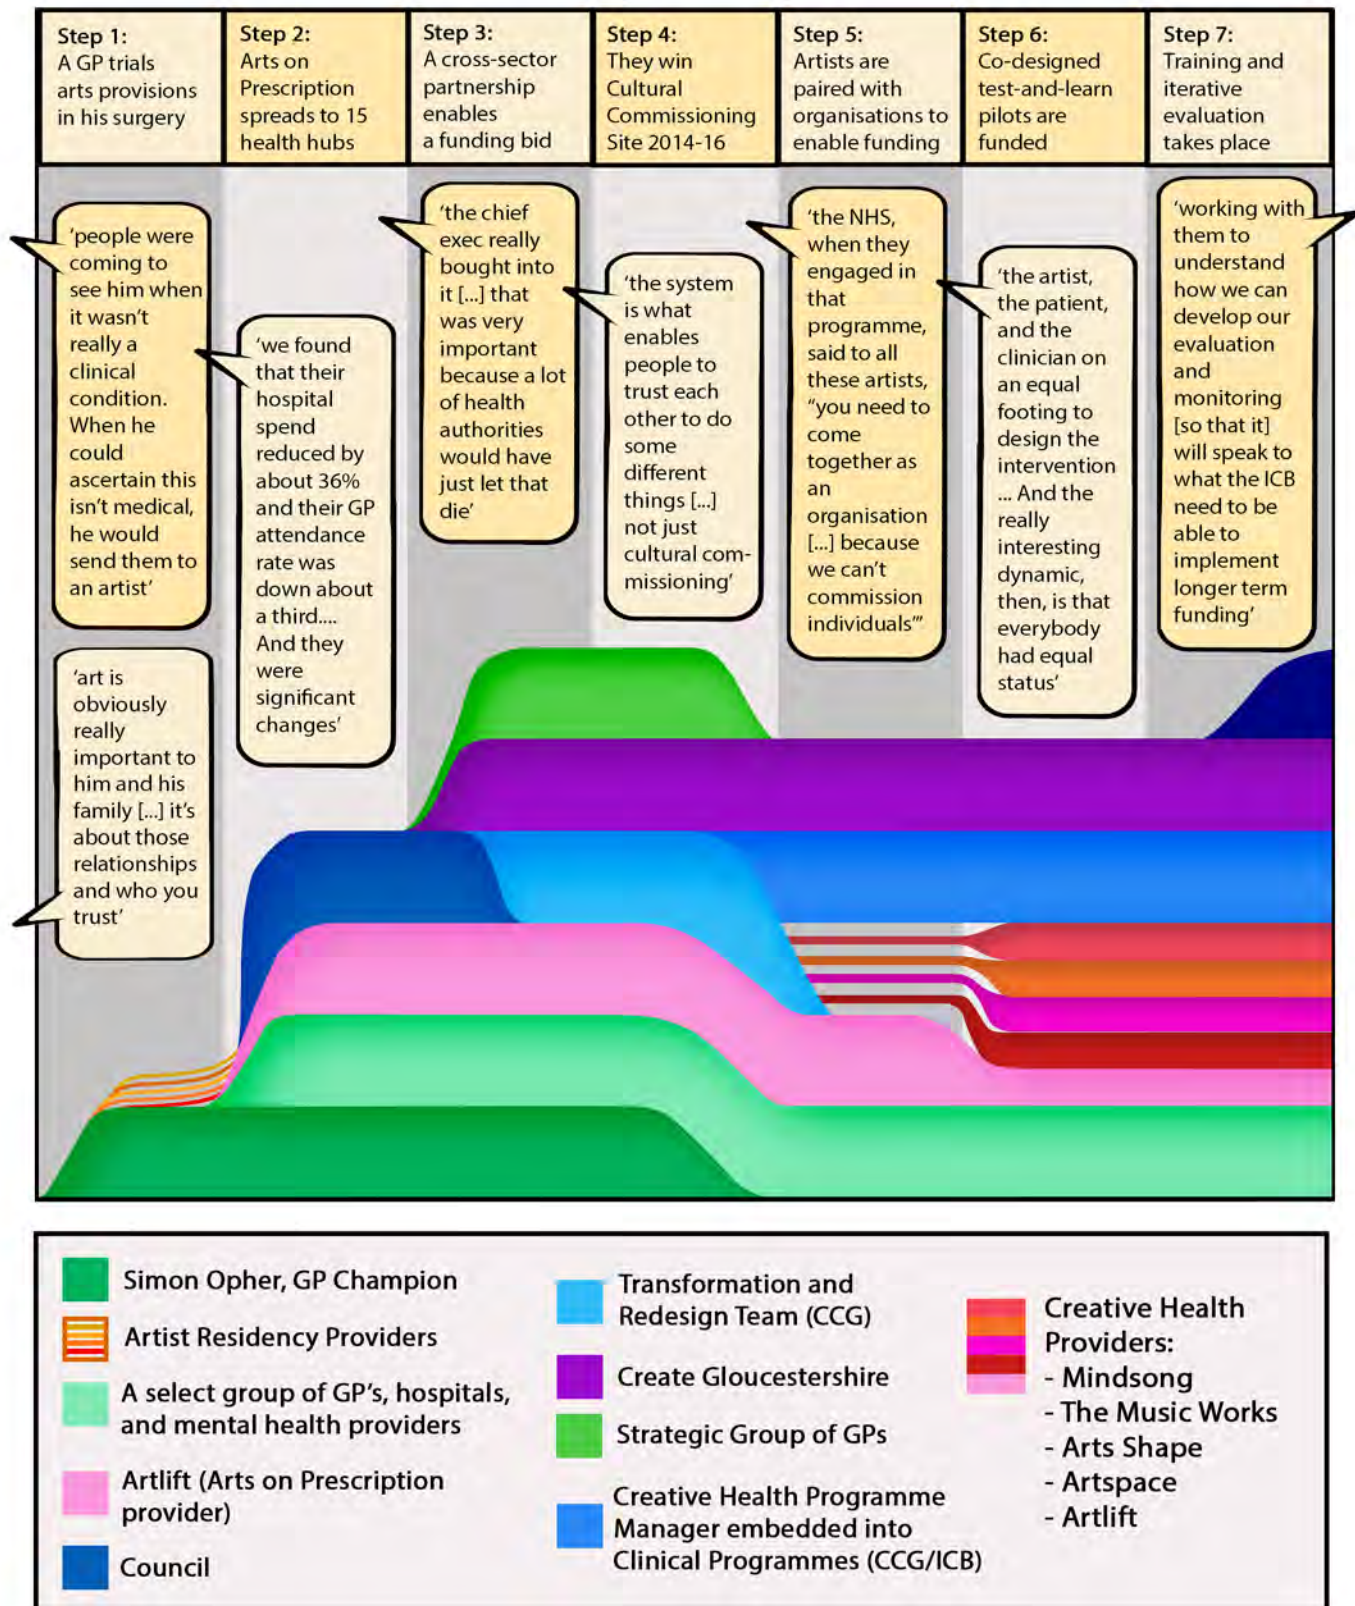 Step 1:
A GP trials
arts provisions
in his surgery
Step 2:
Arts on
Prescription
spreads to 15
health hubs
Step 3:
A cross-sector
partnership
enables
a funding bid
Step 4:
They win
Cultural
Commissioning
Site 2014-16
Step 5:
Artists are
paired with
organisations to
enable funding
Step 6:
Co-designed
test-and-learn
pilots are
funded
Step 7:
Training and
iterative
evaluation
takes place
‘people were
coming to
see him when
it wasn’t
really a
clinical
condition.
When he
could
ascertain this
isn’t medical,
he would
send them to
an artist’
‘art is
obviously
really
important to
him and his
family [...] it’s
about those
relationships
and who you
trust’
‘we found
that their
hospital
spend
reduced by
about 36%
and their GP
attendance
rate was
down about
a third....
And they
were
significant
changes’
‘the chief
exec really
bought into
it [...] that
was very
important
because a lot
of health
authorities
would have
just let that
die’
‘the system
is what
enables
people to
trust each
other to do
some
different
things [...]
not just
cultural com-
missioning’
‘the NHS,
when they
engaged in
that
programme,
said to all
these artists,
“you need to
come
together as
an
organisation
[...] because
we can’t
commission
individuals”’
‘the artist,
the patient,
and the
clinician on
an equal
footing to
design the
intervention
... And the
really
interesting
dynamic,
then, is that
everybody
had equal
status’
‘working with
them to
understand
how we can
develop our
evaluation
and
monitoring
[so that it]
will speak to
what the ICB
need to be
able to
implement
longer term
funding’
Simon Opher, GP Champion
Artist Residency Providers
A select group of GP’s, hospitals,
and mental health providers
Artlift (Arts on Prescription
provider)
Council
Transformation and
Redesign Team (CCG)
Create Gloucestershire
Strategic Group of GPs
Creative Health Programme
Manager embedded into
Clinical Programmes (CCG/ICB)
Creative Health
Providers:
- Mindsong
- The Music Works
- Arts Shape
- Artspace
- Artlift